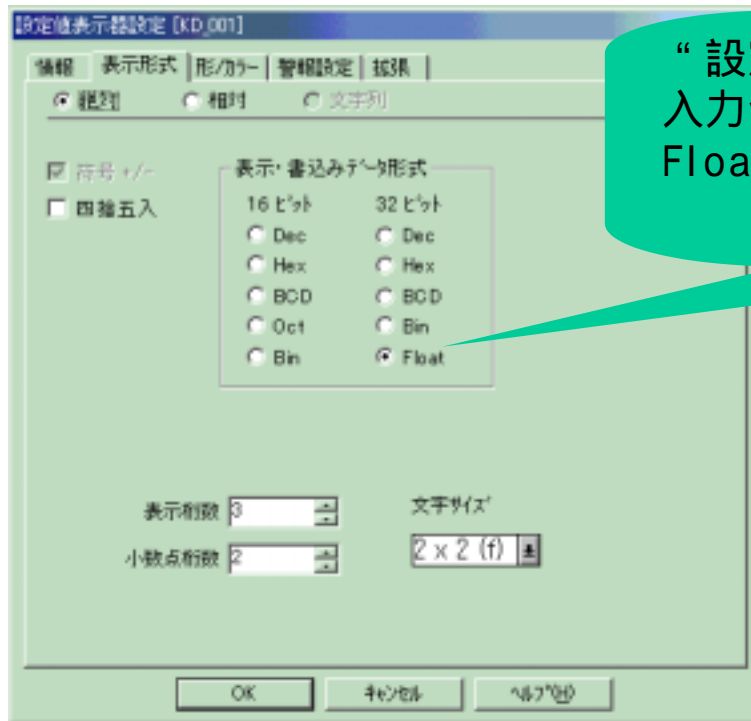 設定値表示器設定 [KD_001]
情報 表示形式 形/カラー 警報設定 拡張
絶対 相対 文字列
符号 +/-
四捨五入
表示・書込みデータ形式
16 ビット 32 ビット
Dec Dec
Hex Hex
BCD BCD
Oct Bin
Bin Float
表示桁数 3
小数点桁数 2
文字サイズ
2 x 2 (f)
OK キャンセル ヘルプ(H)
“設
入力
Floa